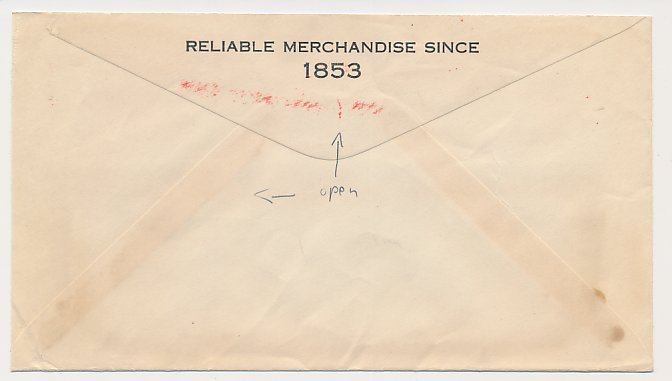 RELIABLE MERCHANDISE SINCE
1853
open